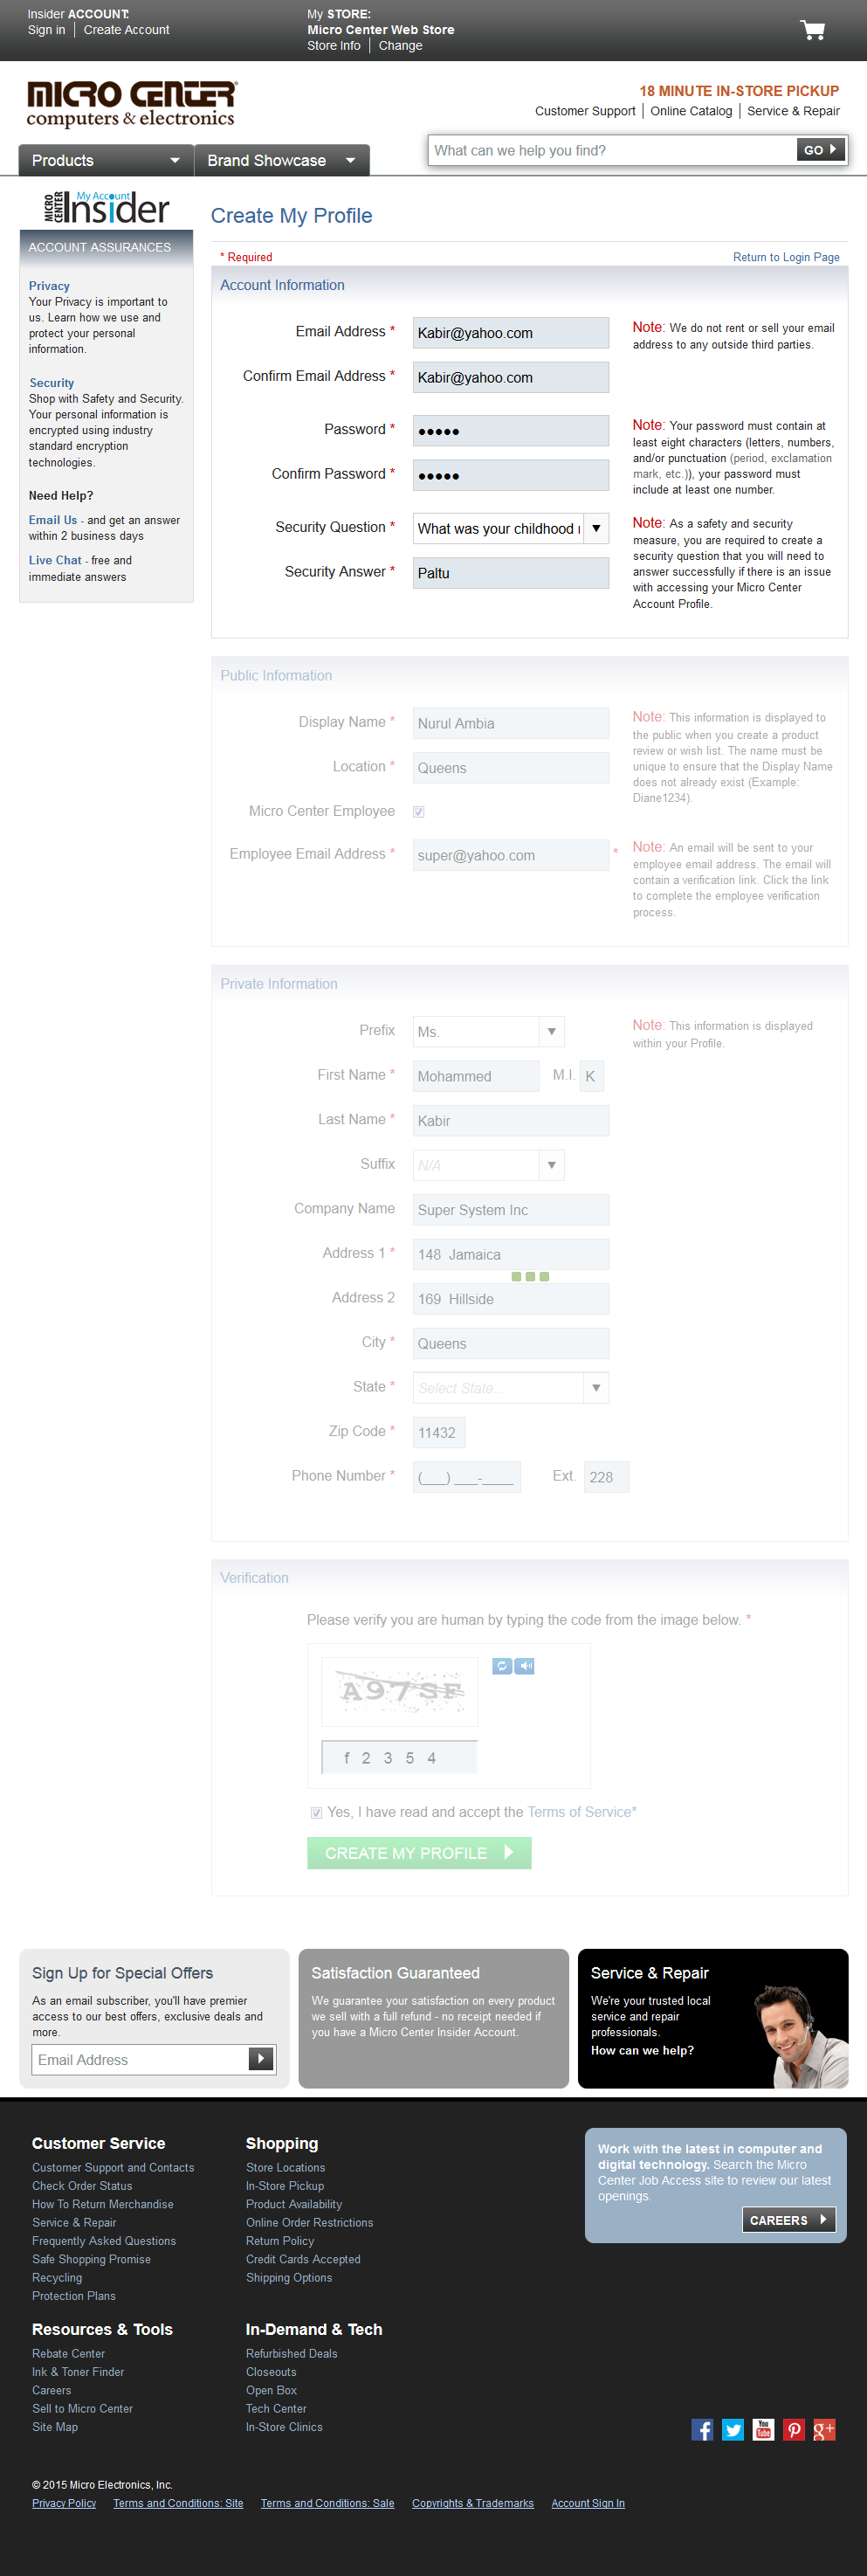 Insider ACCOUNT:
Sign in | Create Account
My STORE:
Micro Center Web Store
Store Info | Change
MICRO CENTER
computers & electronics
18 MINUTE IN-STORE PICKUP
Customer Support | Online Catalog | Service & Repair
Products
Brand Showcase
What can we help you find?
GO
MICRO CENTER
My Account
Insider
ACCOUNT ASSURANCES
Privacy
Your Privacy is important to
us. Learn how we use and
protect your personal
information.
Security
Shop with Safety and Security.
Your personal information is
encrypted using industry
standard encryption
technologies.
Need Help?
Email Us - and get an answer
within 2 business days
Live Chat - free and
immediate answers
Create My Profile
* Required
Return to Login Page
Account Information
Email Address *
Kabir@yahoo.com
Note: We do not rent or sell your email
address to any outside third parties.
Confirm Email Address *
Kabir@yahoo.com
Password *
●●●●●
Note: Your password must contain at
least eight characters (letters, numbers,
and/or punctuation (period, exclamation
mark, etc.)), your password must
include at least one number.
Confirm Password *
●●●●●
Security Question *
What was your childhood
Note: As a safety and security
measure, you are required to create a
security question that you will need to
answer successfully if there is an issue
with accessing your Micro Center
Account Profile.
Security Answer *
Paltu
Public Information
Display Name *
Nurul Ambia
Note: This information is displayed to
the public when you create a product
review or wish list. The name must be
unique to ensure that the Display Name
does not already exist (Example:
Diane1234).
Location *
Queens
Micro Center Employee
Employee Email Address *
super@yahoo.com
*
Note: An email will be sent to your
employee email address. The email will
contain a verification link. Click the link
to complete the employee verification
process.
Private Information
Prefix
Ms.
Note: This information is displayed
within your Profile.
First Name *
Mohammed
M.I.
K
Last Name *
Kabir
Suffix
N/A
Company Name
Super System Inc
Address 1 *
148 Jamaica
Address 2
169 Hillside
City *
Queens
State *
Select State...
Zip Code *
11432
Phone Number *
(___) ___-____
Ext.
228
Verification
Please verify you are human by typing the code from the image below. *
A97SF
f 2 3 5 4
Yes, I have read and accept the Terms of Service*
CREATE MY PROFILE
Sign Up for Special Offers
As an email subscriber, you'll have premier
access to our best offers, exclusive deals and
more.
Email Address
Satisfaction Guaranteed
We guarantee your satisfaction on every product
we sell with a full refund - no receipt needed if
you have a Micro Center Insider Account.
Service & Repair
We're your trusted local
service and repair
professionals.
How can we help?
Customer Service
Customer Support and Contacts
Check Order Status
How To Return Merchandise
Service & Repair
Frequently Asked Questions
Safe Shopping Promise
Recycling
Protection Plans
Shopping
Store Locations
In-Store Pickup
Product Availability
Online Order Restrictions
Return Policy
Credit Cards Accepted
Shipping Options
Work with the latest in computer and
digital technology. Search the Micro
Center Job Access site to review our latest
openings.
CAREERS
Resources & Tools
Rebate Center
Ink & Toner Finder
Careers
Sell to Micro Center
Site Map
In-Demand & Tech
Refurbished Deals
Closeouts
Open Box
Tech Center
In-Store Clinics
You Tube
g+
© 2015 Micro Electronics, Inc.
Privacy Policy
Terms and Conditions: Site
Terms and Conditions: Sale
Copyrights & Trademarks
Account Sign In